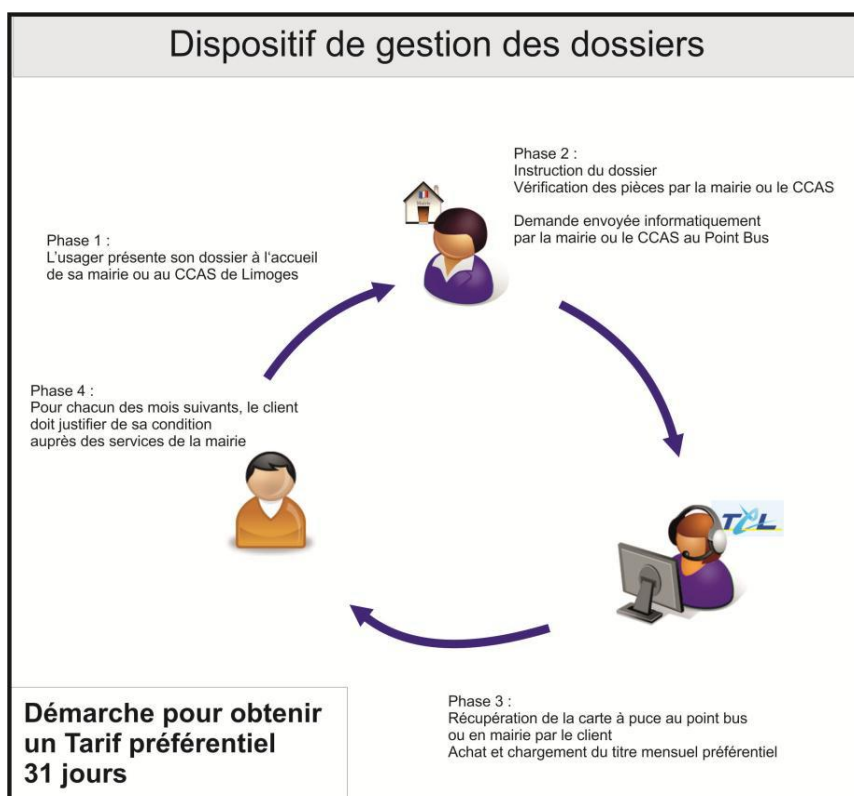 Dispositif de gestion des dossiers
Phase 1 :
L'usager présente son dossier à l'accueil
de sa mairie ou au CCAS de Limoges
Mairie
Phase 2 :
Instruction du dossier
Vérification des pièces par la mairie ou le CCAS
Demande envoyée informatiquement
par la mairie ou le CCAS au Point Bus
TCL
Phase 3 :
Récupération de la carte à puce au point bus
ou en mairie par le client
Achat et chargement du titre mensuel préférentiel
Phase 4 :
Pour chacun des mois suivants, le client
doit justifier de sa condition
auprès des services de la mairie
Démarche pour obtenir
un Tarif préférentiel
31 jours